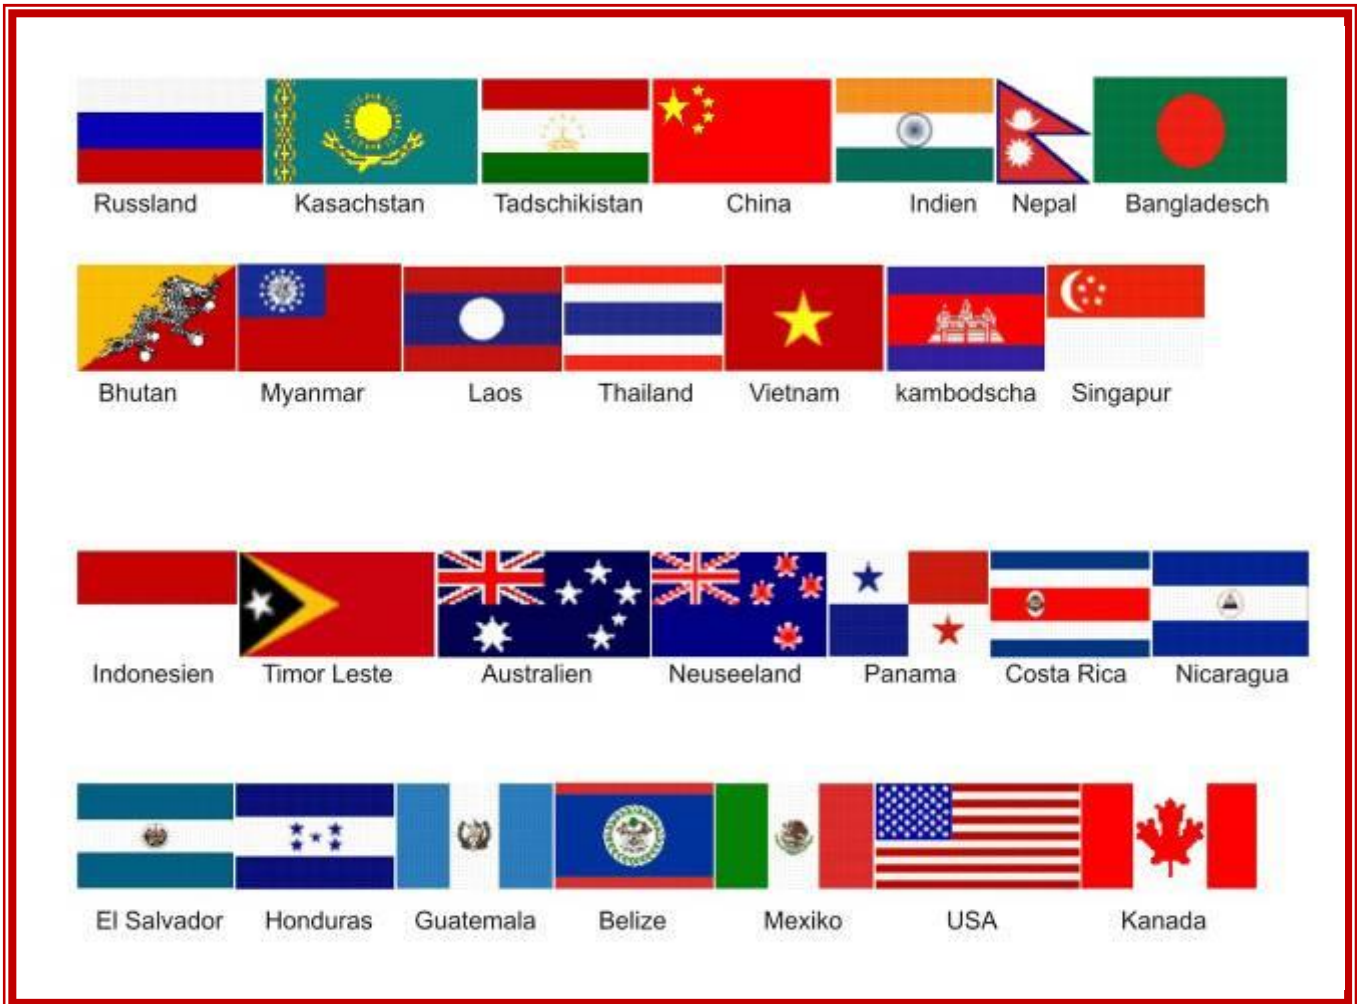 Russland Kasachstan Tadschikistan China Indien Nepal Bangladesch
Bhutan Myanmar Laos Thailand Vietnam kambodscha Singapur
Indonesien Timor Leste Australien Neuseeland Panama Costa Rica Nicaragua
El Salvador Honduras Guatemala Belize Mexiko USA Kanada